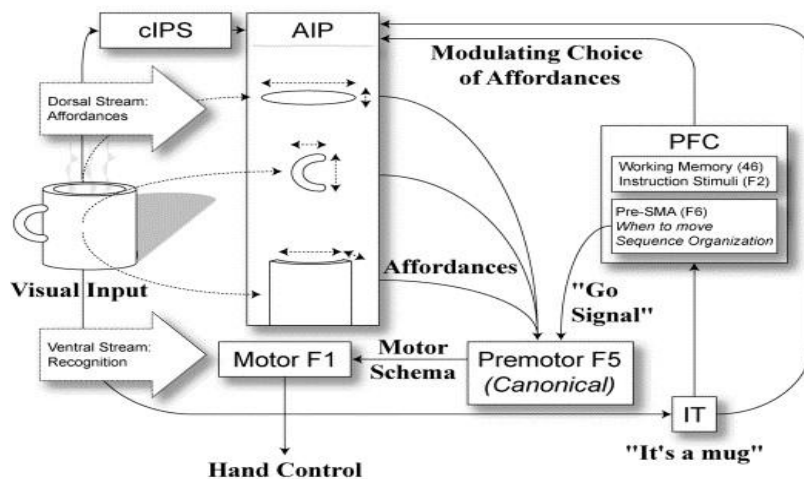 cIPS
AIP
Modulating Choice
of Affordances
Dorsal Stream:
Affordances
PFC
Working Memory (46)
Instruction Stimuli (F2)
Pre-SMA (F6)
When to move
Sequence Organization
Visual Input
Affordances
"Go
Signal"
Ventral Stream:
Recognition
Motor F1
Motor
Schema
Premotor F5
(Canonical)
IT
"It's a mug"
Hand Control